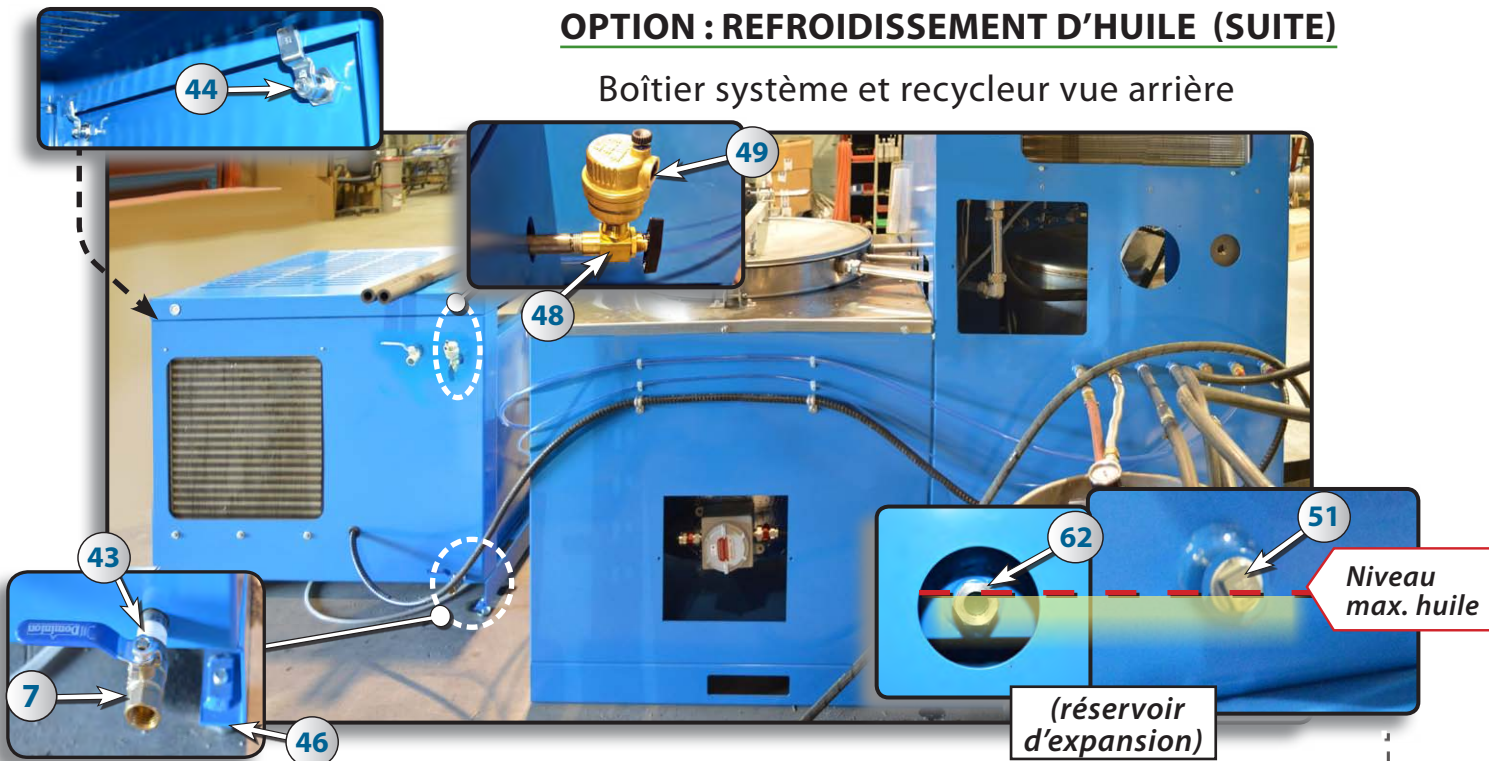 OPTION : REFROIDISSEMENT D’HUILE (SUITE)
Boîtier système et recycleur vue arrière
44
49
48
62
51
Niveau
max. huile
43
Dominion
7
46
(réservoir
d’expansion)